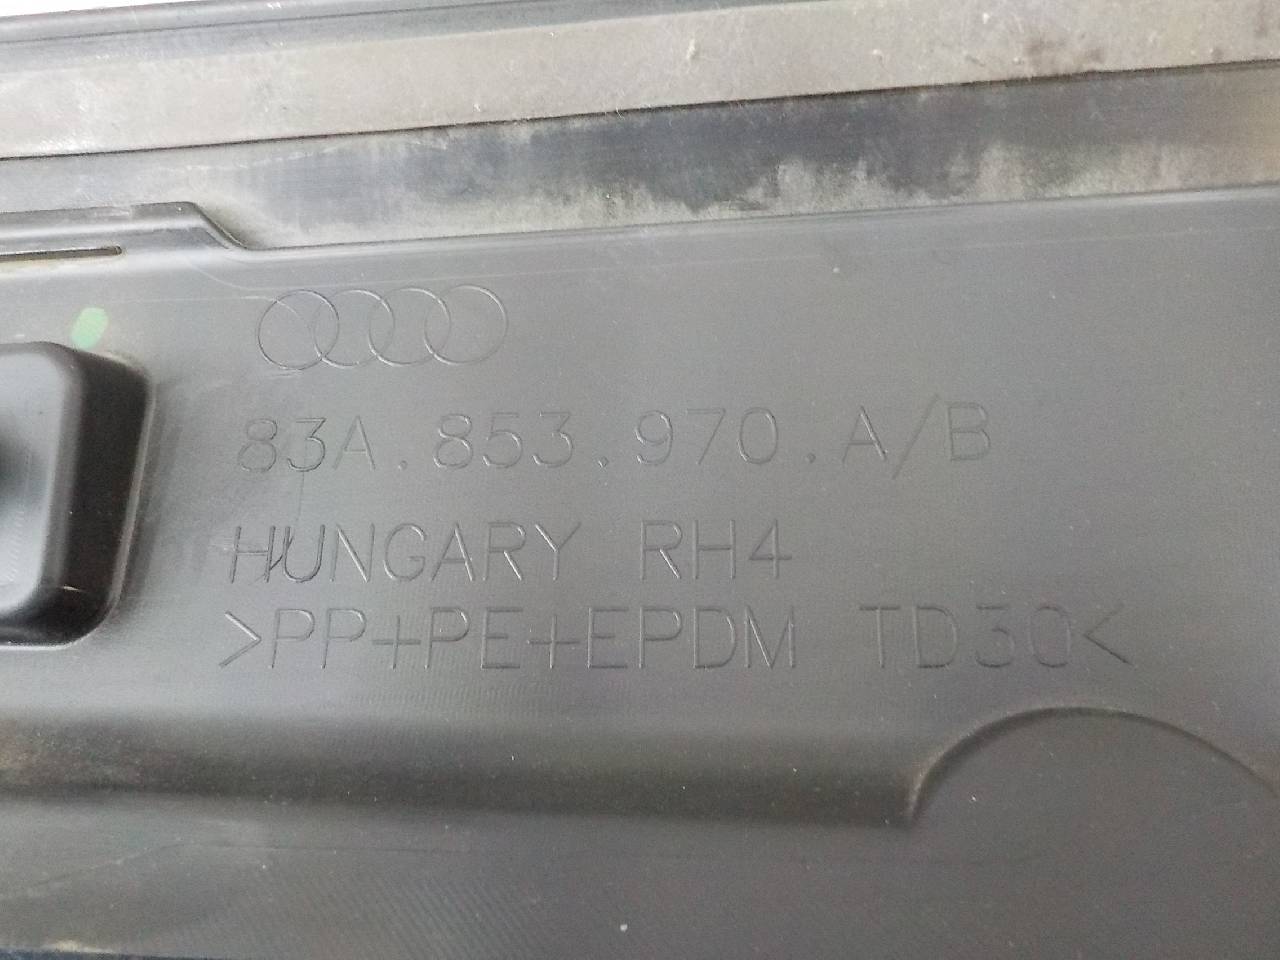 83A.853.970.A/B
HUNGARY RH4
>PP+PE+EPDM TD30<